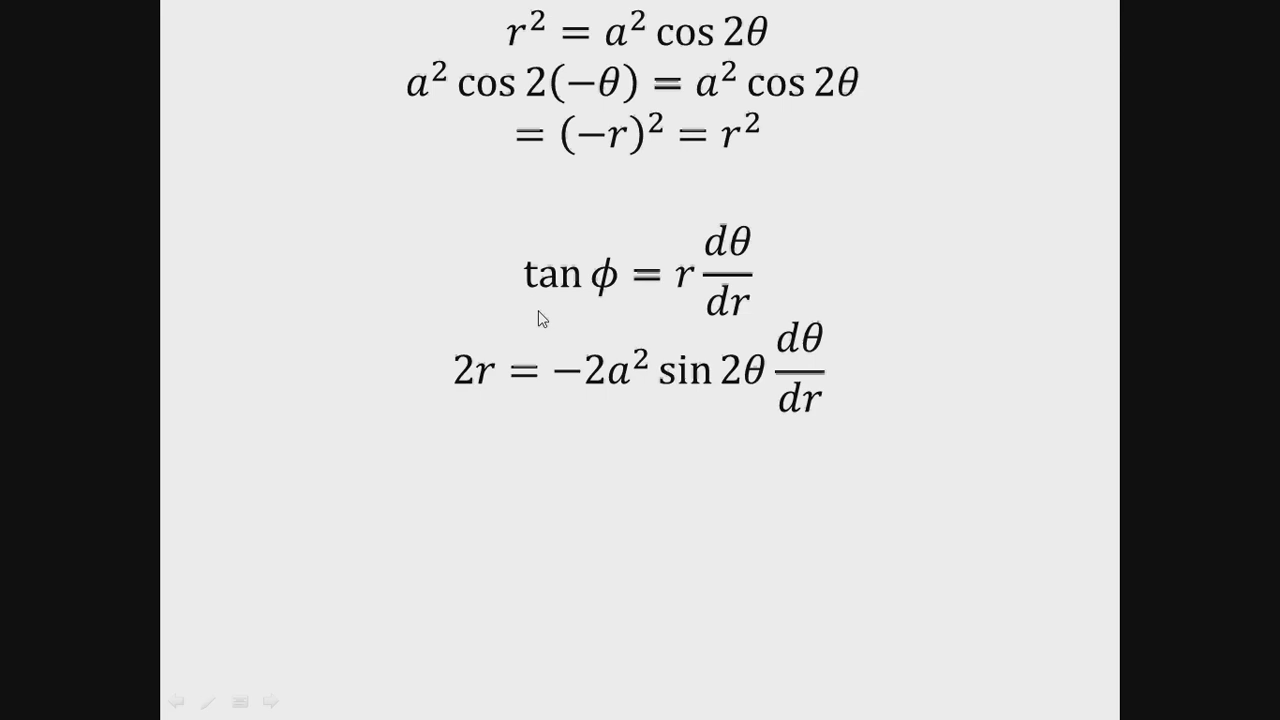 r² = a² cos 2θ
a² cos 2(−θ) = a² cos 2θ
= (−r)² = r²
tan ϕ = r dθ/dr
2r = −2a² sin 2θ dθ/dr